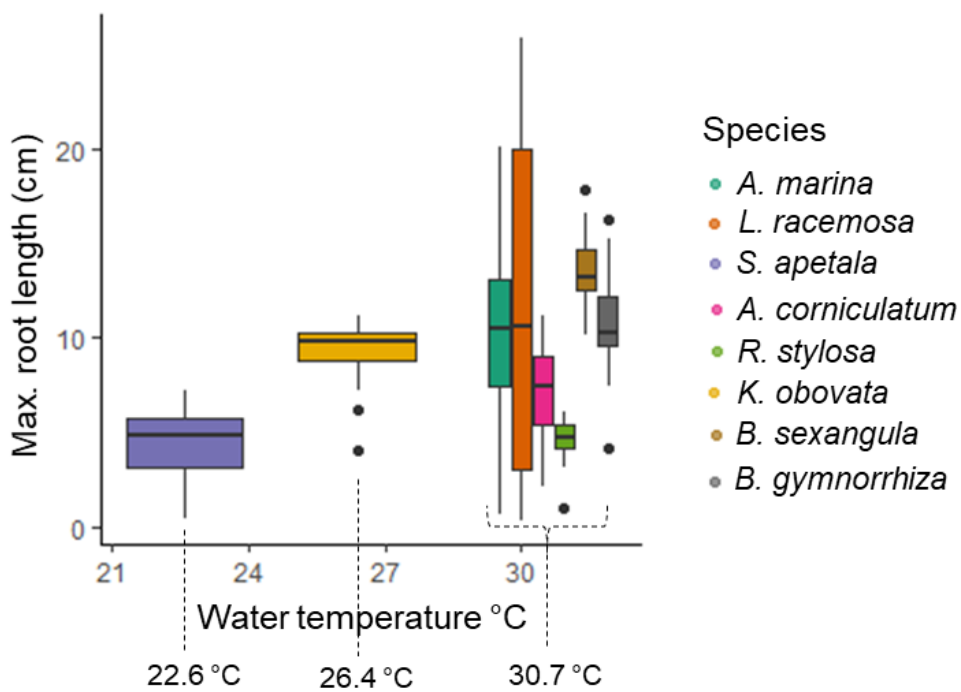 Max. root length (cm)
20
10
0
21 24 27 30
Water temperature °C
22.6 °C 26.4 °C 30.7 °C
Species
A. marina
L. racemosa
S. apetala
A. corniculatum
R. stylosa
K. obovata
B. sexangula
B. gymnorrhiza